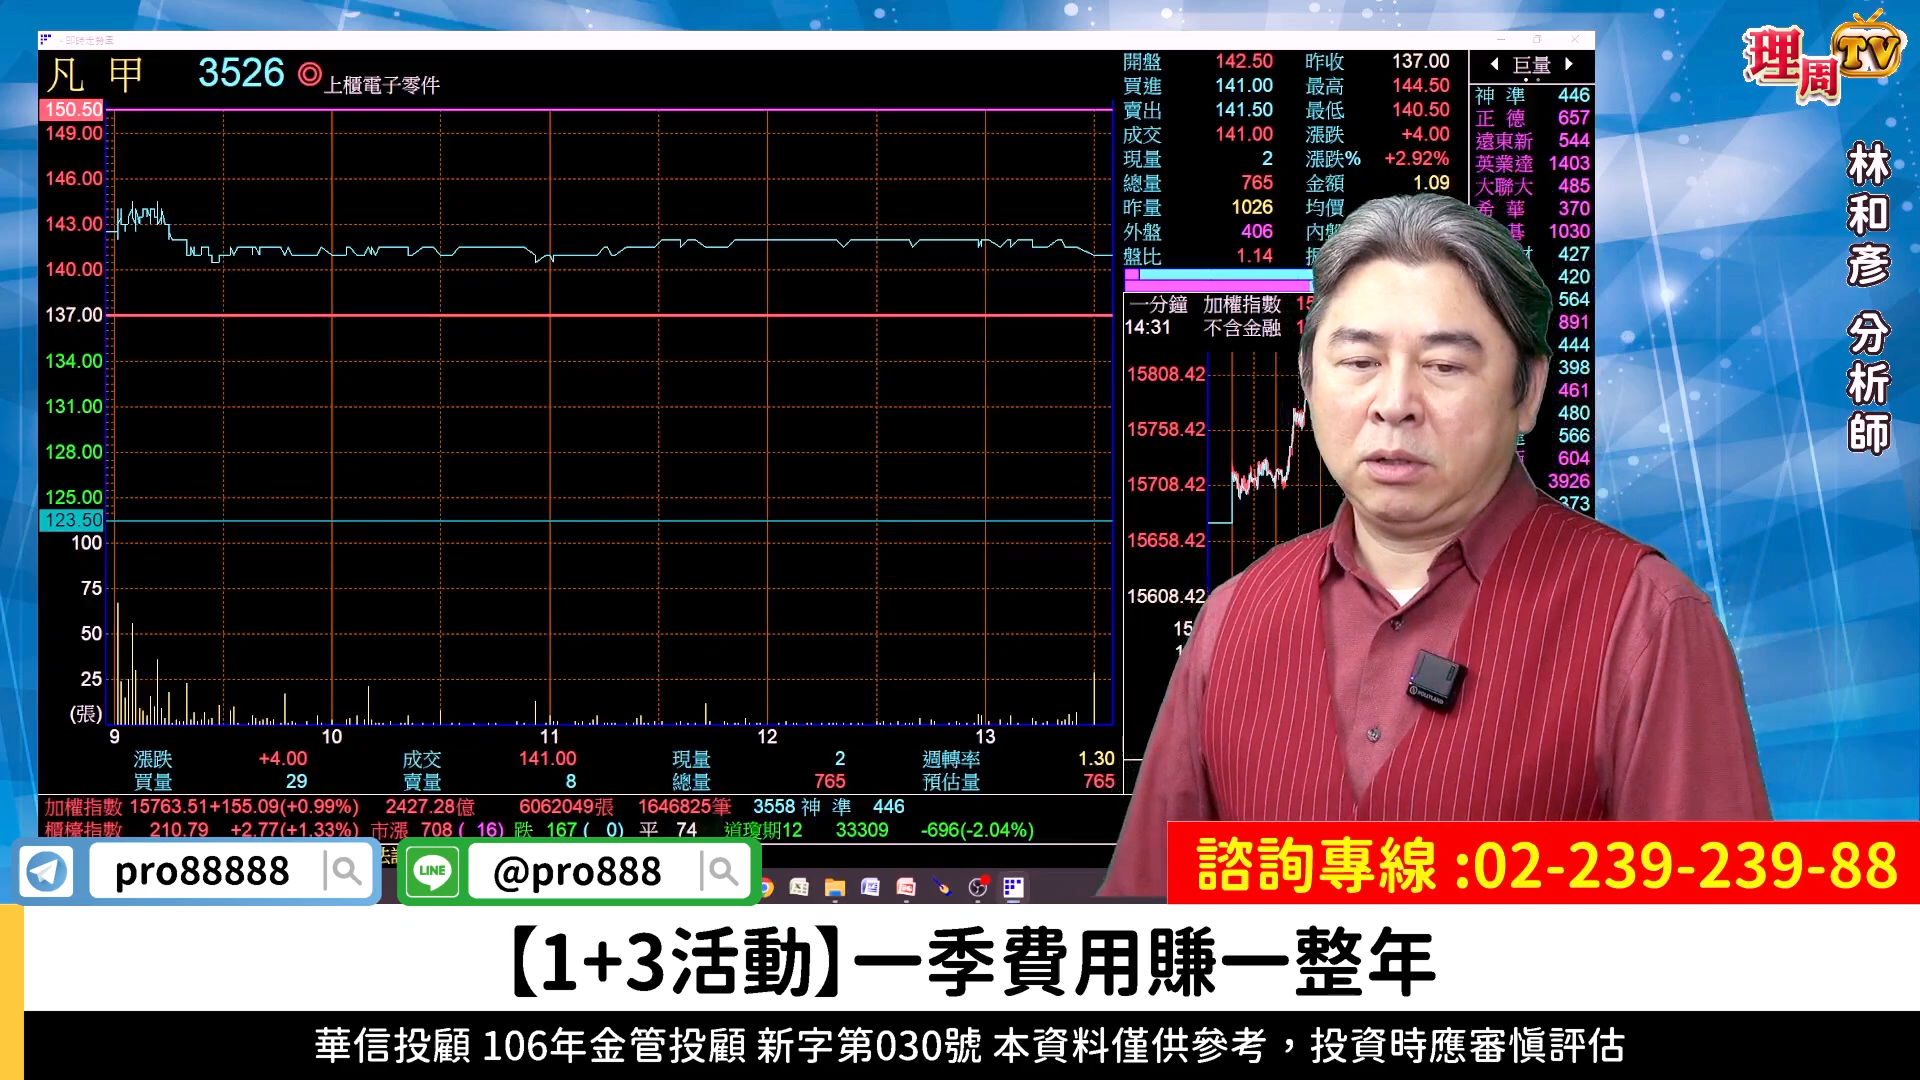 理周TV
林和彥 分析師
凡 甲 3526 ◎上櫃電子零件
150.50
149.00
146.00
143.00
140.00
137.00
134.00
131.00
128.00
125.00
123.50
100
75
50
25
(張)
9 10 11 12 13
開盤 142.50 昨收 137.00
買進 141.00 最高 144.50
賣出 141.50 最低 140.50
成交 141.00 漲跌 +4.00
現量 2 漲跌% +2.92%
總量 765 金額 1.09
昨量 1026 均價
外盤 406
盤比 1.14
一分鐘 加權指數
14:31 不含金融
15808.42
15758.42
15708.42
15658.42
15608.42
巨量
神 準 446
正 德 657
遠東新 544
英業達 1403
大聯大 485
希 華 370
1030
427
420
564
891
444
398
461
480
566
604
3926
373
漲跌 +4.00 成交 141.00 現量 2 週轉率 1.30
買量 29 賣量 8 總量 765 預估量 765
加權指數 15763.51+155.09(+0.99%) 2427.28億 6062049張 1646825筆 3558 神 準 446
櫃檯指數 210.79 +2.77(+1.33%) 市漲 708( 16) 跌 167( 0) 平 74 道瓊期12 33309 -696(-2.04%)
pro88888
LINE @pro888
諮詢專線 :02-239-239-88
【1+3活動】一季費用賺一整年
華信投顧 106年金管投顧 新字第030號 本資料僅供參考，投資時應審慎評估